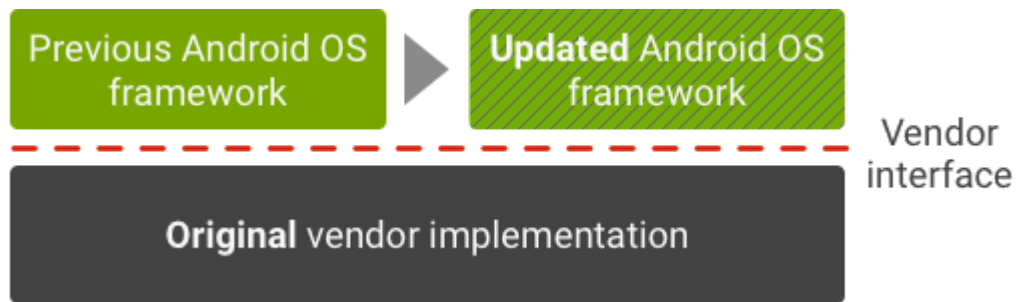 Previous Android OS
framework
Updated Android OS
framework
Vendor
interface
Original vendor implementation